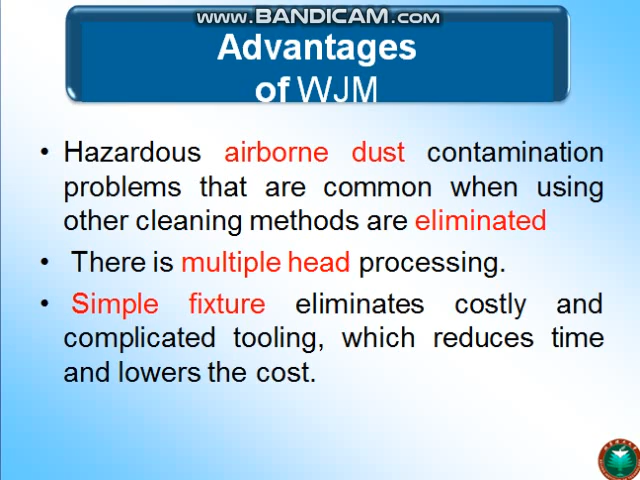 www.BANDICAM.com
Advantages
of WJM
• Hazardous airborne dust contamination
problems that are common when using
other cleaning methods are eliminated
• There is multiple head processing.
• Simple fixture eliminates costly and
complicated tooling, which reduces time
and lowers the cost.